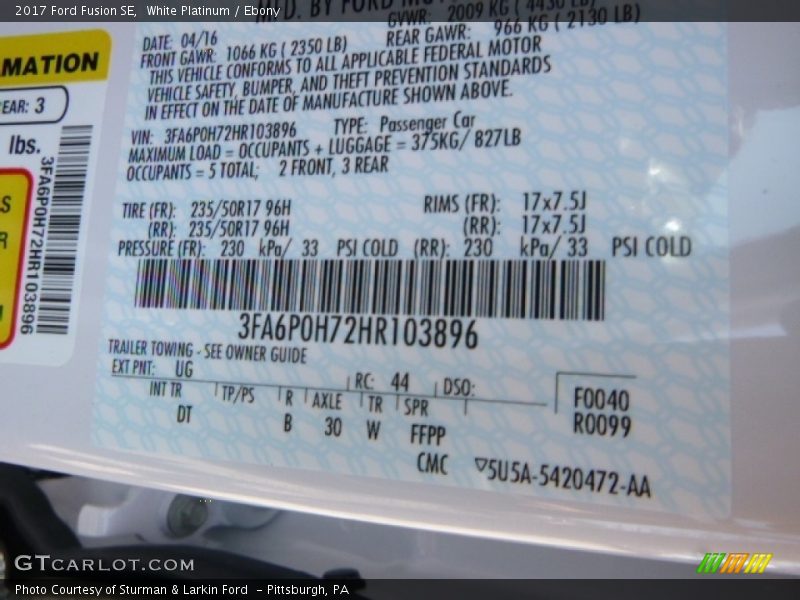 2017 Ford Fusion SE, White Platinum / Ebony
MFD. BY FORD
GVWR: 2009 KG ( 4430 LB)
DATE: 04/16
REAR GAWR: 966 KG ( 2130 LB)
FRONT GAWR: 1066 KG ( 2350 LB)
THIS VEHICLE CONFORMS TO ALL APPLICABLE FEDERAL MOTOR
VEHICLE SAFETY, BUMPER, AND THEFT PREVENTION STANDARDS
IN EFFECT ON THE DATE OF MANUFACTURE SHOWN ABOVE.
VIN: 3FA6P0H72HR103896 TYPE: Passenger Car
MAXIMUM LOAD = OCCUPANTS + LUGGAGE = 375KG/ 827LB
OCCUPANTS = 5 TOTAL; 2 FRONT, 3 REAR
TIRE (FR): 235/50R17 96H RIMS (FR): 17x7.5J
(RR): 235/50R17 96H (RR): 17x7.5J
PRESSURE (FR): 230 kPa/ 33 PSI COLD (RR): 230 kPa/ 33 PSI COLD
3FA6P0H72HR103896
TRAILER TOWING - SEE OWNER GUIDE
EXT PNT: UG RC: 44 DSO:
INT TR TP/PS R AXLE TR SPR
DT B 30 W FFPP
F0040
R0099
CMC ▽5U5A-5420472-AA
MATION
EAR: 3
lbs.
3FA6P0H72HR103896
GTCARLOT.COM
Photo Courtesy of Sturman & Larkin Ford - Pittsburgh, PA